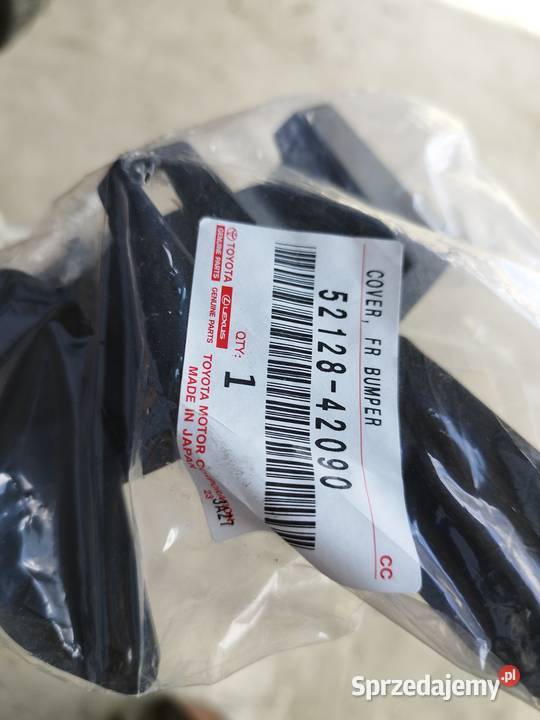 COVER, FR BUMPER
CC
52128-42090
QTY:
1
TOYOTA
GENUINE PARTS
LEXUS
GENUINE PARTS
TOYOTA MOTOR
MADE IN JAPAN
JA21
Sprzedajemy.pl